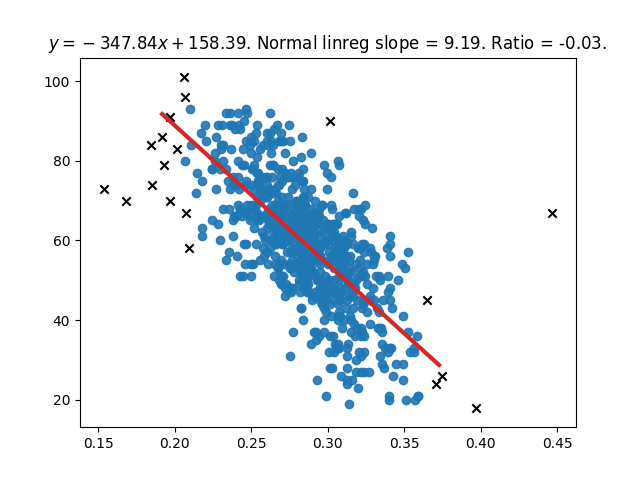 y = − 347.84x + 158.39. Normal linreg slope = 9.19. Ratio = -0.03.
100
80
60
40
20
0.15 0.20 0.25 0.30 0.35 0.40 0.45